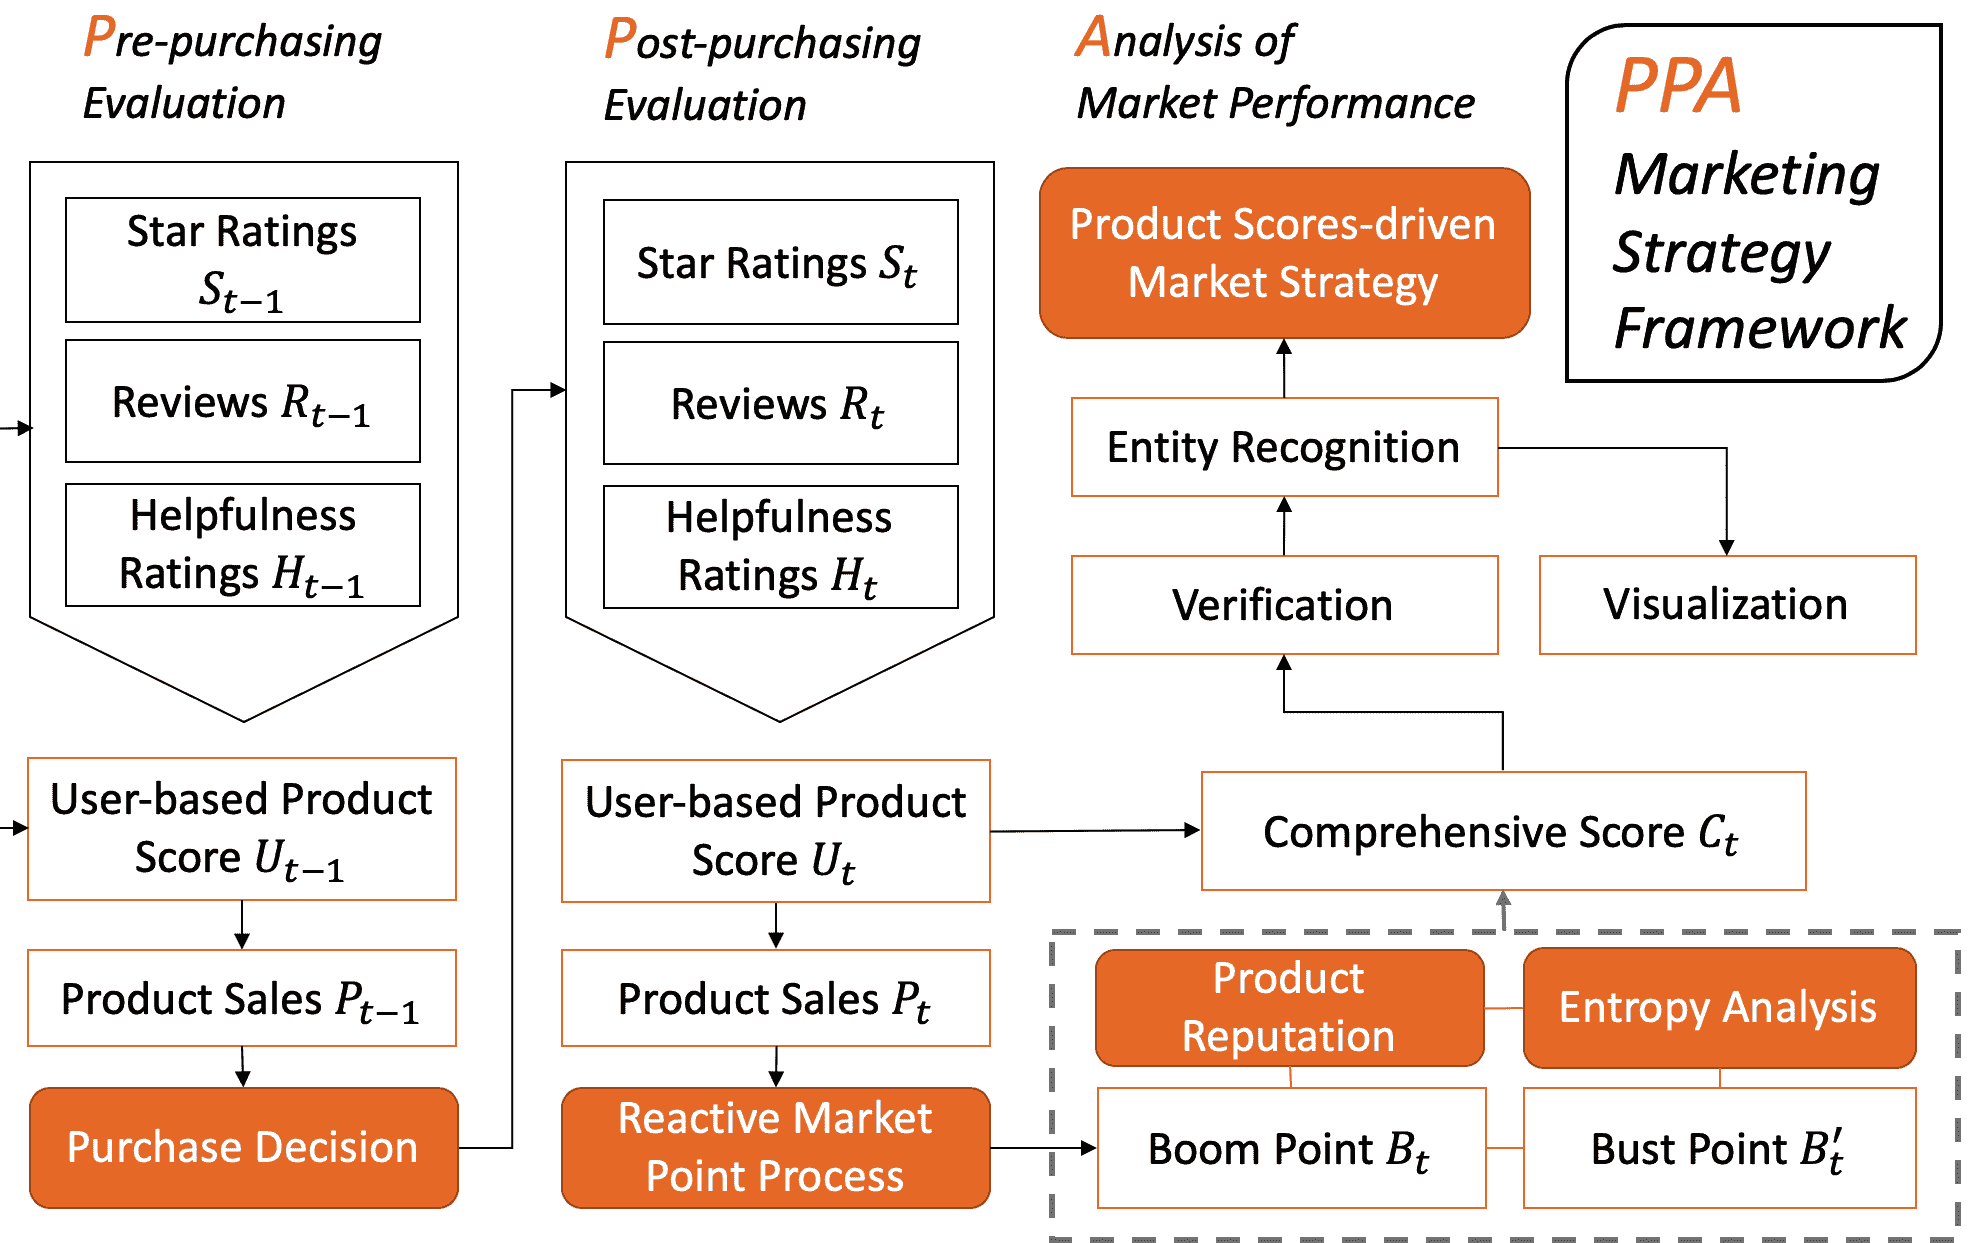 Pre-purchasing
Evaluation
Star Ratings
S_{t−1}
Reviews R_{t−1}
Helpfulness
Ratings H_{t−1}
User-based Product
Score U_{t−1}
Product Sales P_{t−1}
Purchase Decision
Post-purchasing
Evaluation
Star Ratings S_t
Reviews R_t
Helpfulness
Ratings H_t
User-based Product
Score U_t
Product Sales P_t
Reactive Market
Point Process
Analysis of
Market Performance
Product Scores-driven
Market Strategy
Entity Recognition
Verification
Visualization
Comprehensive Score C_t
Product
Reputation
Entropy Analysis
Boom Point B_t
Bust Point B′_t
PPA
Marketing
Strategy
Framework